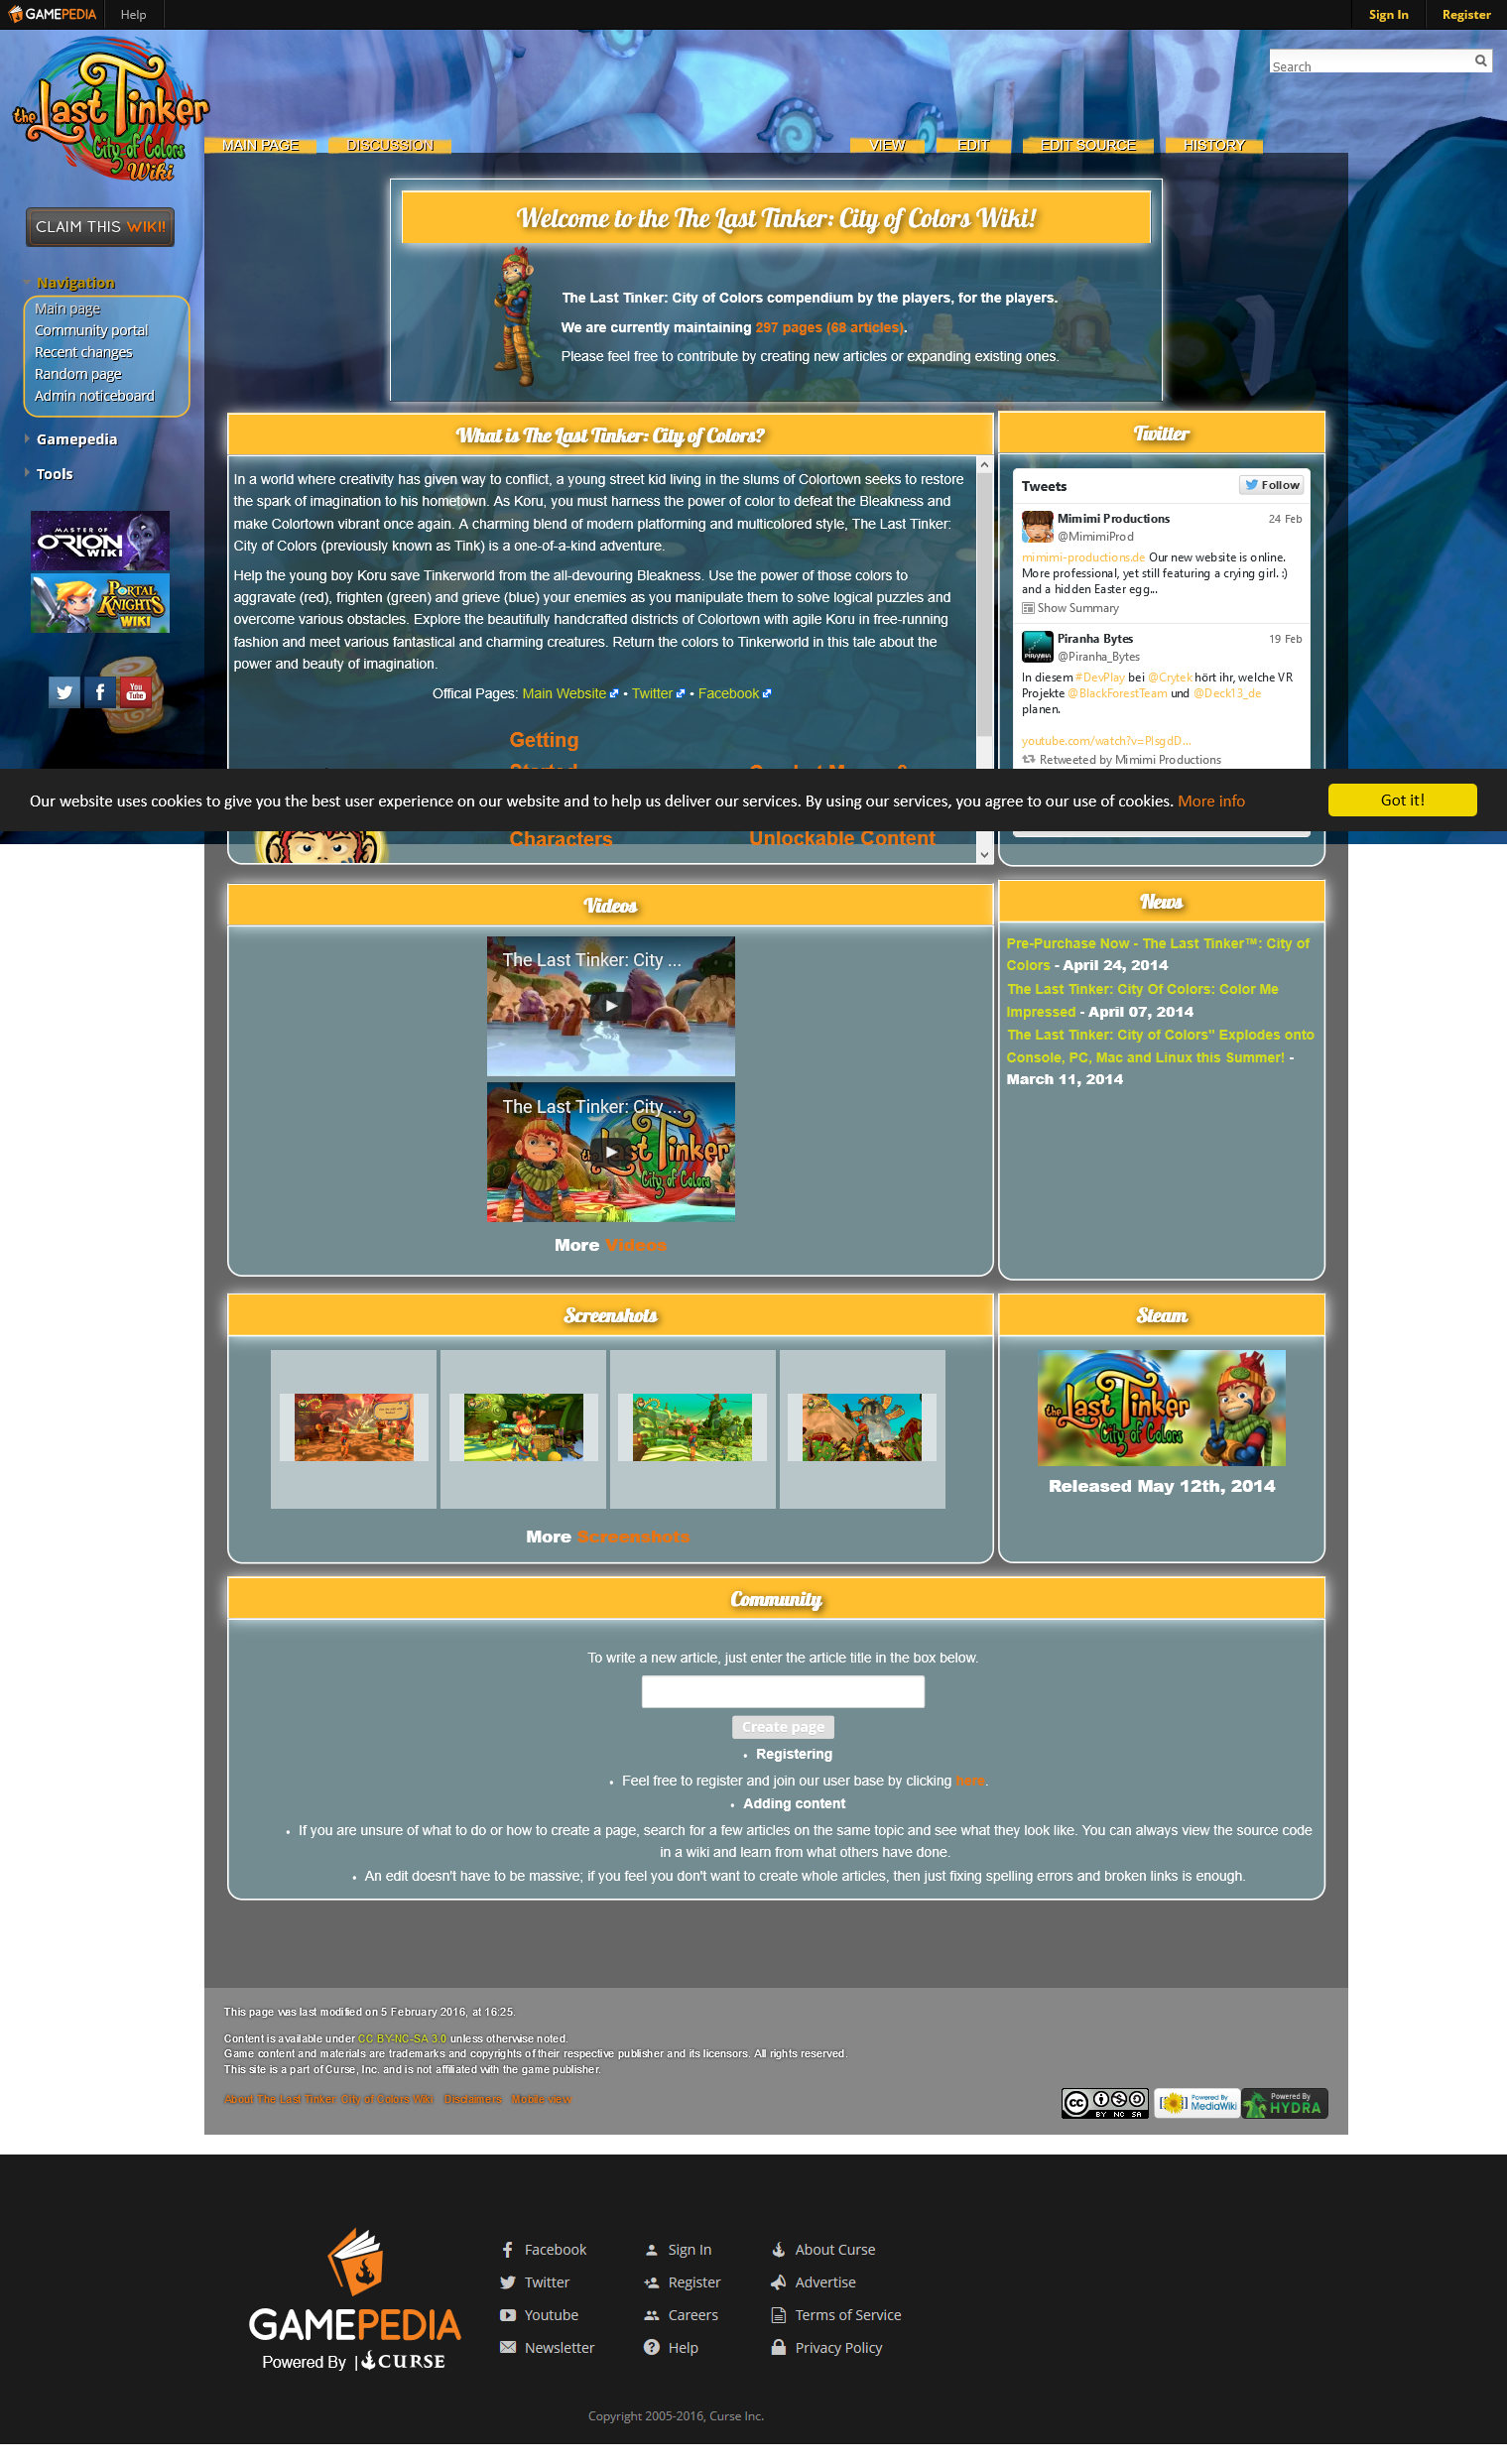 GAMEPEDIA
Help
Sign In
Register
the Last Tinker
City of Colors
Wiki
Search
MAIN PAGE
DISCUSSION
VIEW
EDIT
EDIT SOURCE
HISTORY
CLAIM THIS WIKI!
Navigation
Main page
Community portal
Recent changes
Random page
Admin noticeboard
Gamepedia
Tools
MASTER OF
ORION
WIKI
PORTAL
KNIGHTS
WIKI
You
Tube
Welcome to the The Last Tinker: City of Colors Wiki!
The Last Tinker: City of Colors compendium by the players, for the players.
We are currently maintaining 297 pages (68 articles).
Please feel free to contribute by creating new articles or expanding existing ones.
What is The Last Tinker: City of Colors?
In a world where creativity has given way to conflict, a young street kid living in the slums of Colortown seeks to restore
the spark of imagination to his hometown. As Koru, you must harness the power of color to defeat the Bleakness and
make Colortown vibrant once again. A charming blend of modern platforming and multicolored style, The Last Tinker:
City of Colors (previously known as Tink) is a one-of-a-kind adventure.
Help the young boy Koru save Tinkerworld from the all-devouring Bleakness. Use the power of those colors to
aggravate (red), frighten (green) and grieve (blue) your enemies as you manipulate them to solve logical puzzles and
overcome various obstacles. Explore the beautifully handcrafted districts of Colortown with agile Koru in free-running
fashion and meet various fantastical and charming creatures. Return the colors to Tinkerworld in this tale about the
power and beauty of imagination.
Offical Pages: Main Website • Twitter • Facebook
Getting
Started
Characters
Unlockable Content
Twitter
Tweets
Follow
Mimimi Productions
24 Feb
@MimimiProd
mimimi-productions.de Our new website is online.
More professional, yet still featuring a crying girl. :)
and a hidden Easter egg...
Show Summary
Piranha Bytes
19 Feb
@Piranha_Bytes
In diesem #DevPlay bei @Crytek hört ihr, welche VR
Projekte @BlackForestTeam und @Deck13_de
planen.
youtube.com/watch?v=PlsgdD...
Retweeted by Mimimi Productions
Our website uses cookies to give you the best user experience on our website and to help us deliver our services. By using our services, you agree to our use of cookies. More info
Got it!
Videos
The Last Tinker: City ...
The Last Tinker: City ...
the Last Tinker
City of Colors
More Videos
News
Pre-Purchase Now - The Last Tinker™: City of
Colors - April 24, 2014
The Last Tinker: City Of Colors: Color Me
Impressed - April 07, 2014
The Last Tinker: City of Colors" Explodes onto
Console, PC, Mac and Linux this Summer! -
March 11, 2014
Screenshots
More Screenshots
Steam
the Last Tinker
City of Colors
Released May 12th, 2014
Community
To write a new article, just enter the article title in the box below.
Create page
• Registering
• Feel free to register and join our user base by clicking here.
• Adding content
• If you are unsure of what to do or how to create a page, search for a few articles on the same topic and see what they look like. You can always view the source code
in a wiki and learn from what others have done.
• An edit doesn't have to be massive; if you feel you don't want to create whole articles, then just fixing spelling errors and broken links is enough.
This page was last modified on 5 February 2016, at 16:25.
Content is available under CC BY-NC-SA 3.0 unless otherwise noted.
Game content and materials are trademarks and copyrights of their respective publisher and its licensors. All rights reserved.
This site is a part of Curse, Inc. and is not affiliated with the game publisher.
About The Last Tinker: City of Colors Wiki
Disclaimers
Mobile view
cc
BY NC SA
Powered By
MediaWiki
Powered By
HYDRA
GAMEPEDIA
Powered By | CURSE
Facebook
Twitter
Youtube
Newsletter
Sign In
Register
Careers
Help
About Curse
Advertise
Terms of Service
Privacy Policy
Copyright 2005-2016, Curse Inc.